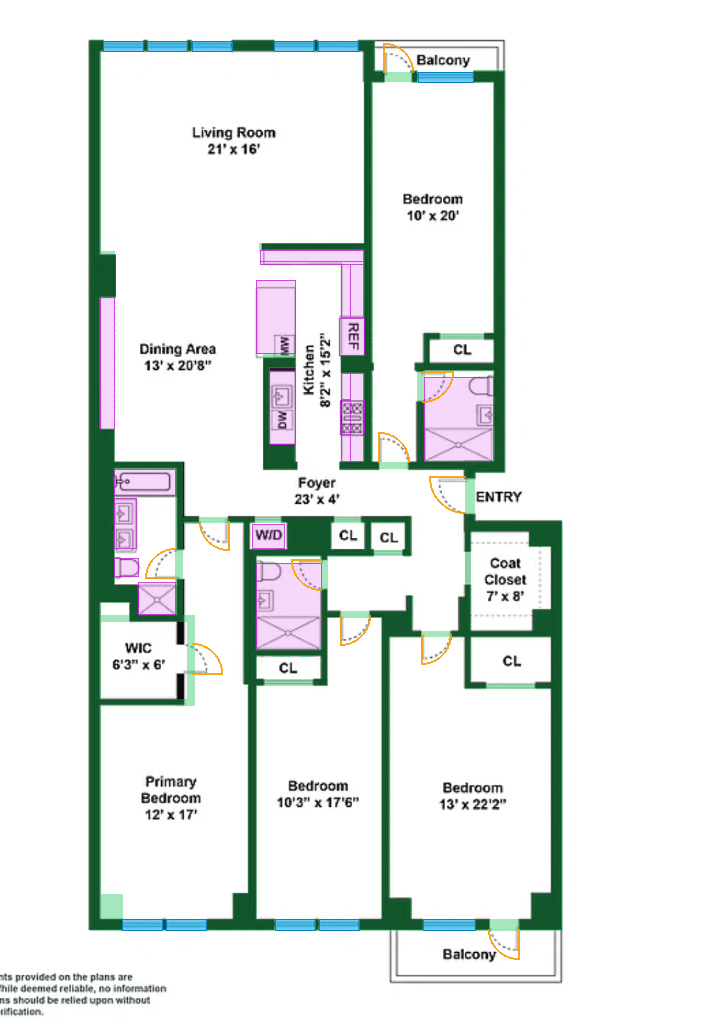 Balcony
Living Room
21' x 16'
Bedroom
10' x 20'
REF
MW
Kitchen
8'2" x 15'2"
Dining Area
13' x 20'8"
CL
DW
Foyer
23' x 4'
ENTRY
W/D
CL
CL
Coat
Closet
7' x 8'
WIC
6'3" x 6'
CL
CL
Primary
Bedroom
12' x 17'
Bedroom
10'3" x 17'6"
Bedroom
13' x 22'2"
Balcony
nts provided on the plans are
While deemed reliable, no information
ns should be relied upon without
rification.